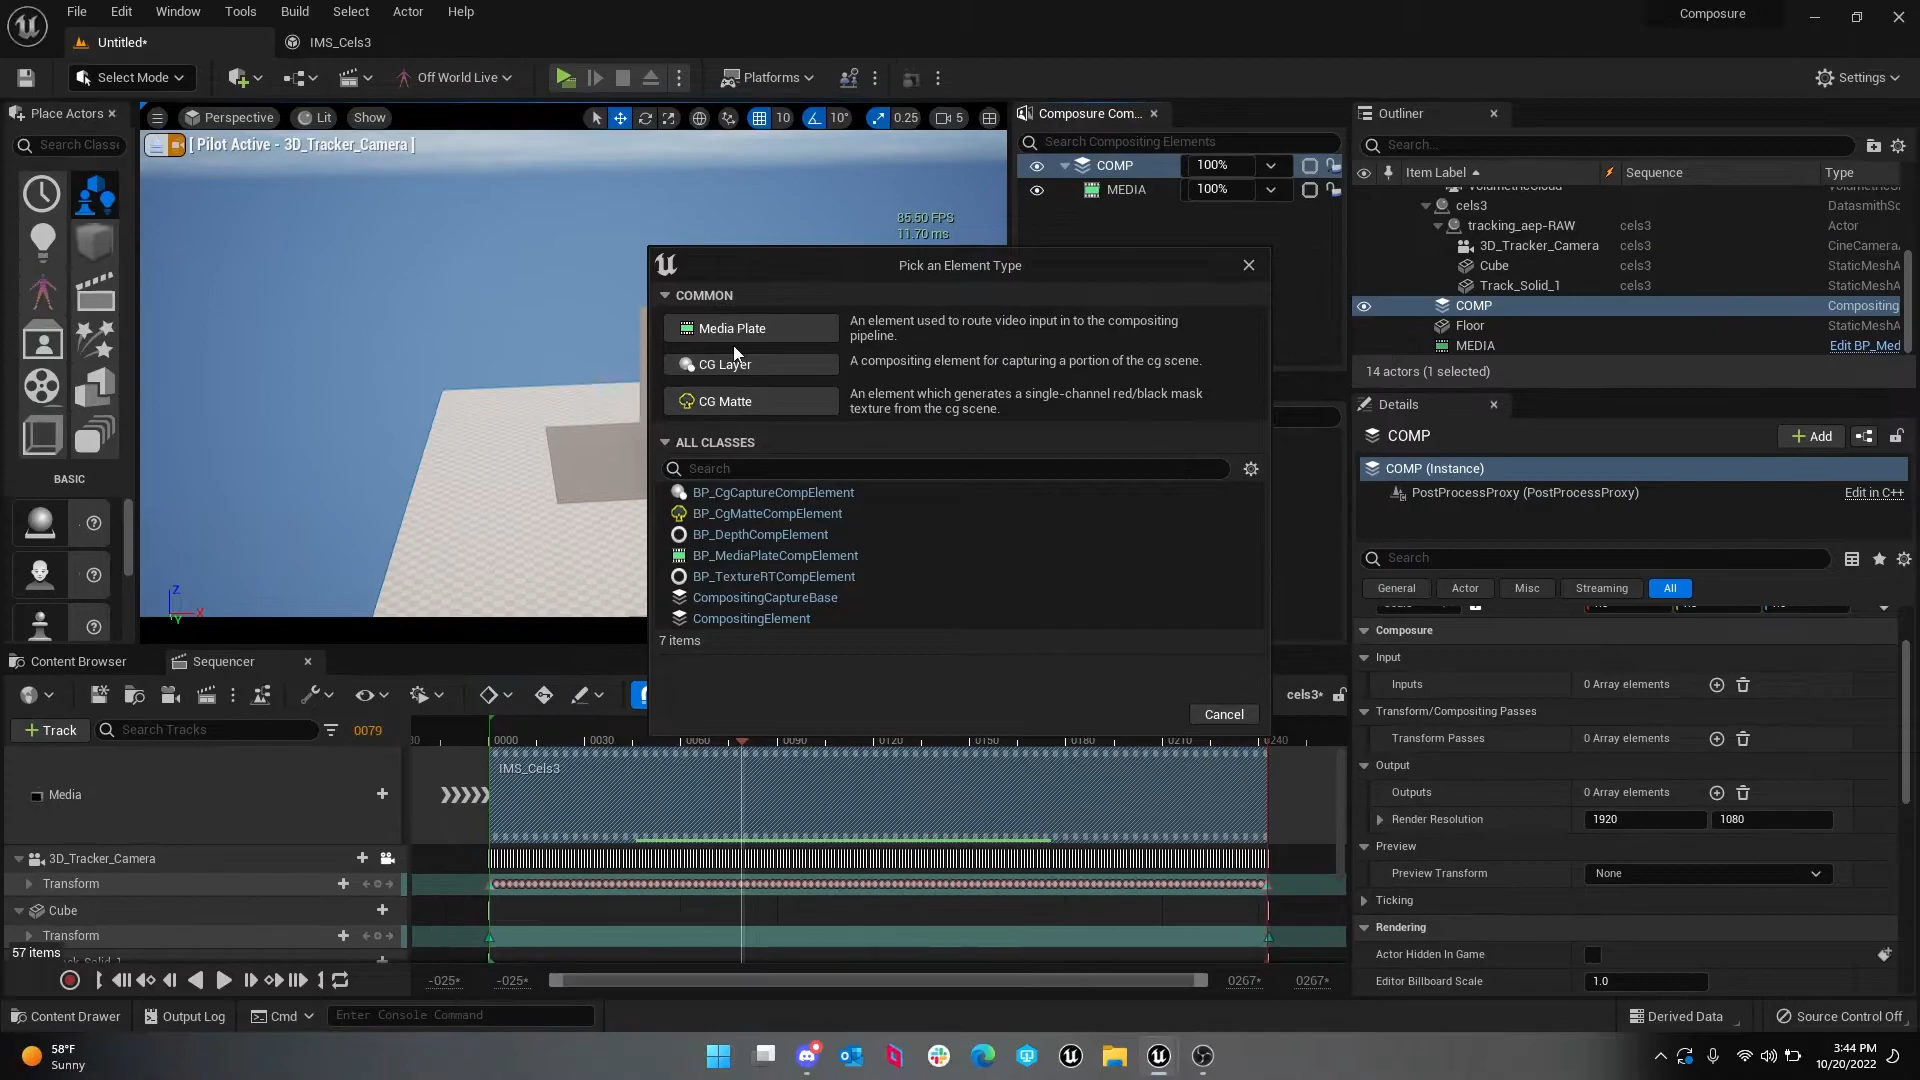 File Edit Window Tools Build Select Actor Help
Composure
Untitled*
IMS_Cels3
Select Mode
Off World Live
Platforms
Settings
Place Actors
Search Classe
BASIC
Perspective Lit Show
10 10° 0.25 5
[ Pilot Active - 3D_Tracker_Camera ]
85.50 FPS
11.70 ms
Z
X
Y
Composure Com...
Search Compositing Elements
COMP 100%
MEDIA 100%
Outliner
Search...
Item Label Sequence Type
VolumetricCloud
cels3 DatasmithSc
tracking_aep-RAW cels3 Actor
3D_Tracker_Camera cels3 CineCamera
Cube cels3 StaticMeshA
Track_Solid_1 cels3 StaticMeshA
COMP Compositing
Floor StaticMeshA
MEDIA Edit BP_Med
14 actors (1 selected)
Pick an Element Type
COMMON
Media Plate
An element used to route video input in to the compositing
pipeline.
CG Layer
A compositing element for capturing a portion of the cg scene.
CG Matte
An element which generates a single-channel red/black mask
texture from the cg scene.
ALL CLASSES
Search
BP_CgCaptureCompElement
BP_CgMatteCompElement
BP_DepthCompElement
BP_MediaPlateCompElement
BP_TextureRTCompElement
CompositingCaptureBase
CompositingElement
7 items
Cancel
Details
COMP
Add
COMP (Instance)
PostProcessProxy (PostProcessProxy) Edit in C++
Search
General Actor Misc Streaming All
Composure
Input
Inputs 0 Array elements
Transform/Compositing Passes
Transform Passes 0 Array elements
Output
Outputs 0 Array elements
Render Resolution 1920 1080
Preview
Preview Transform None
Ticking
Rendering
Actor Hidden In Game
Editor Billboard Scale 1.0
Content Browser
Sequencer
cels3*
Track
Search Tracks
0079
0000 0030 0060 0090 0120 0150 0180 0210 0240
IMS_Cels3
Media
3D_Tracker_Camera
Transform
Cube
Transform
57 items
-025* -025* 0267* 0267*
Content Drawer
Output Log
Cmd
Enter Console Command
Derived Data
Source Control Off
58°F
Sunny
3:44 PM
10/20/2022